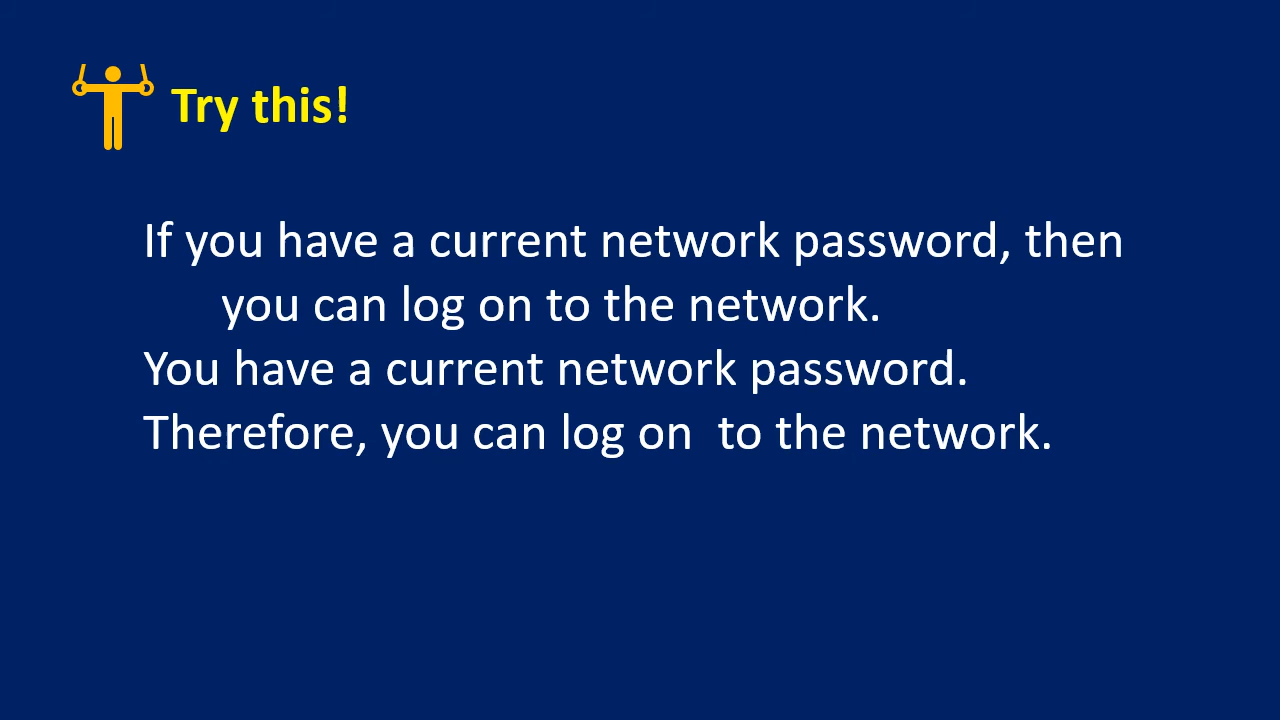 Try this!
If you have a current network password, then
you can log on to the network.
You have a current network password.
Therefore, you can log on  to the network.